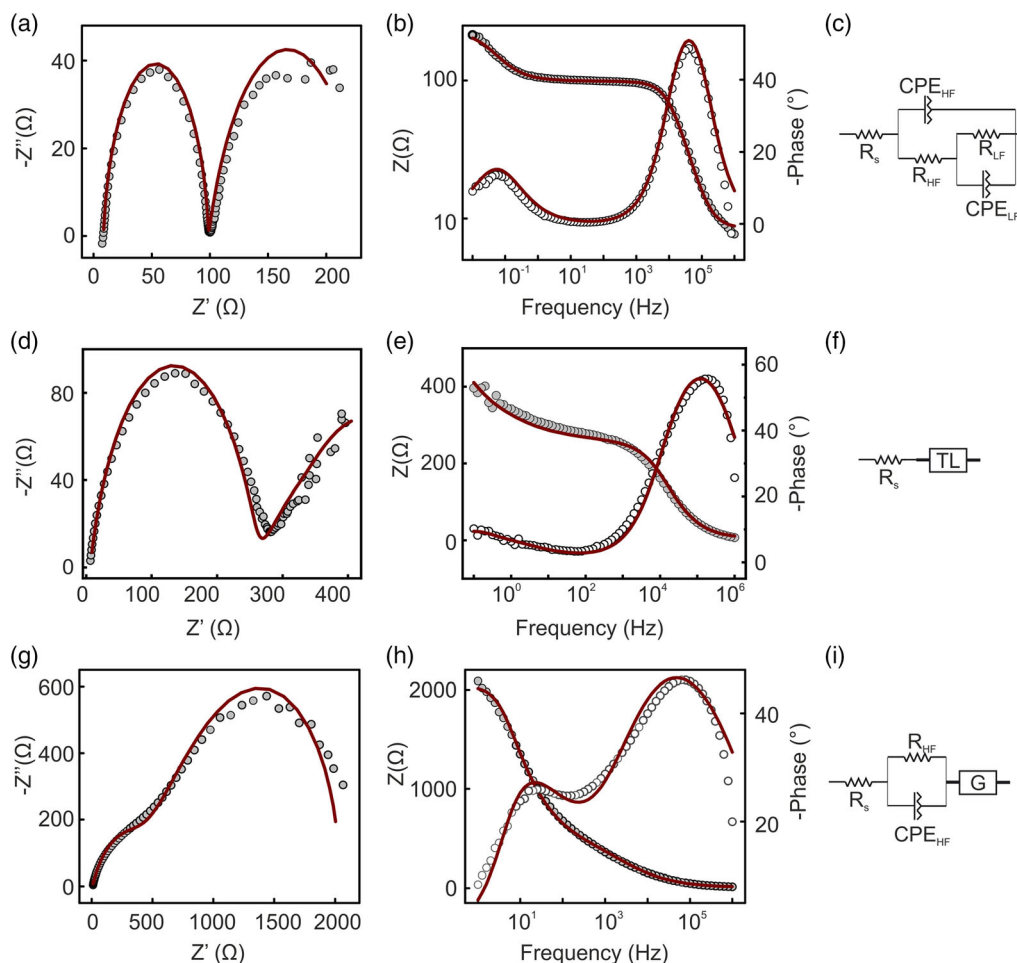 (a)
-Z''(Ω)
40
20
0
0 50 100 150 200
Z' (Ω)
(b)
Z(Ω)
100
10
-Phase (°)
40
20
0
10⁻¹ 10¹ 10³ 10⁵
Frequency (Hz)
(c)
CPE_HF
R_s
R_LF
R_HF
CPE_LF
(d)
-Z''(Ω)
80
40
0
0 100 200 300 400
Z' (Ω)
(e)
Z(Ω)
400
200
0
-Phase (°)
60
40
20
0
10⁰ 10² 10⁴ 10⁶
Frequency (Hz)
(f)
R_s
TL
(g)
-Z''(Ω)
600
400
200
0
0 500 1000 1500 2000
Z' (Ω)
(h)
Z(Ω)
2000
1000
0
-Phase (°)
40
20
10¹ 10³ 10⁵
Frequency (Hz)
(i)
R_HF
R_s
G
CPE_HF